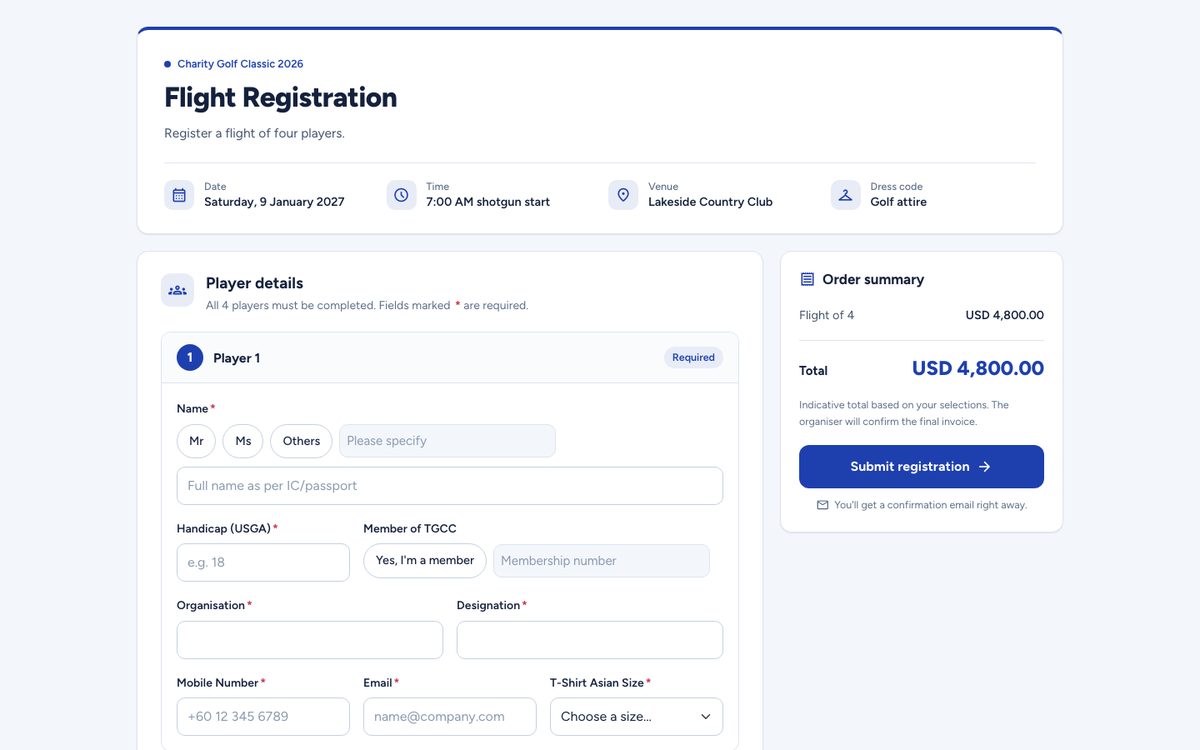 Charity Golf Classic 2026
Flight Registration
Register a flight of four players.
Date
Saturday, 9 January 2027
Time
7:00 AM shotgun start
Venue
Lakeside Country Club
Dress code
Golf attire
Player details
All 4 players must be completed. Fields marked * are required.
1 Player 1 Required
Name *
Mr Ms Others Please specify
Full name as per IC/passport
Handicap (USGA) * Member of TGCC
e.g. 18 Yes, I'm a member Membership number
Organisation * Designation *
Mobile Number * Email * T-Shirt Asian Size *
+60 12 345 6789 name@company.com Choose a size...
Order summary
Flight of 4 USD 4,800.00
Total USD 4,800.00
Indicative total based on your selections. The
organiser will confirm the final invoice.
Submit registration →
You'll get a confirmation email right away.